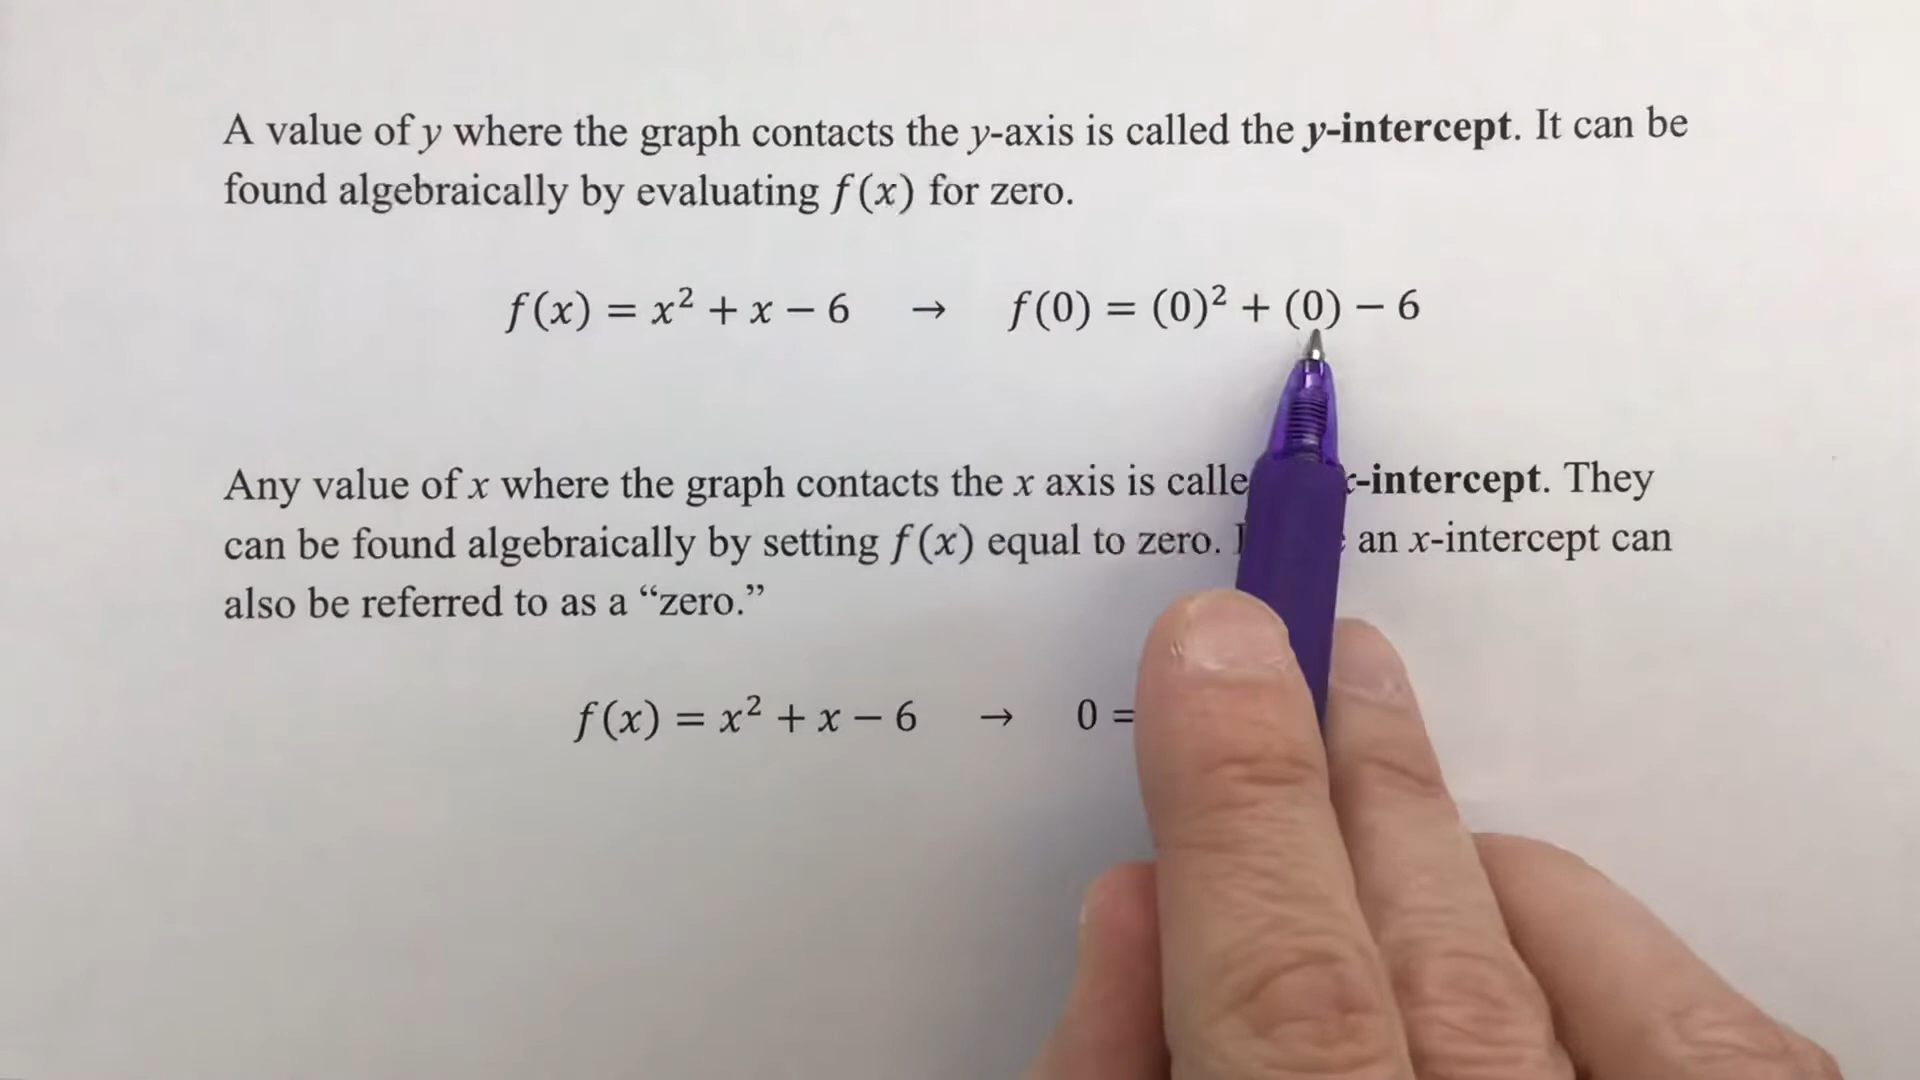 A value of y where the graph contacts the y-axis is called the y-intercept. It can be
found algebraically by evaluating f(x) for zero.
f(x) = x² + x − 6 → f(0) = (0)² + (0) − 6
Any value of x where the graph contacts the x axis is calle -intercept. They
can be found algebraically by setting f(x) equal to zero. an x-intercept can
also be referred to as a “zero.”
f(x) = x² + x − 6 → 0 =